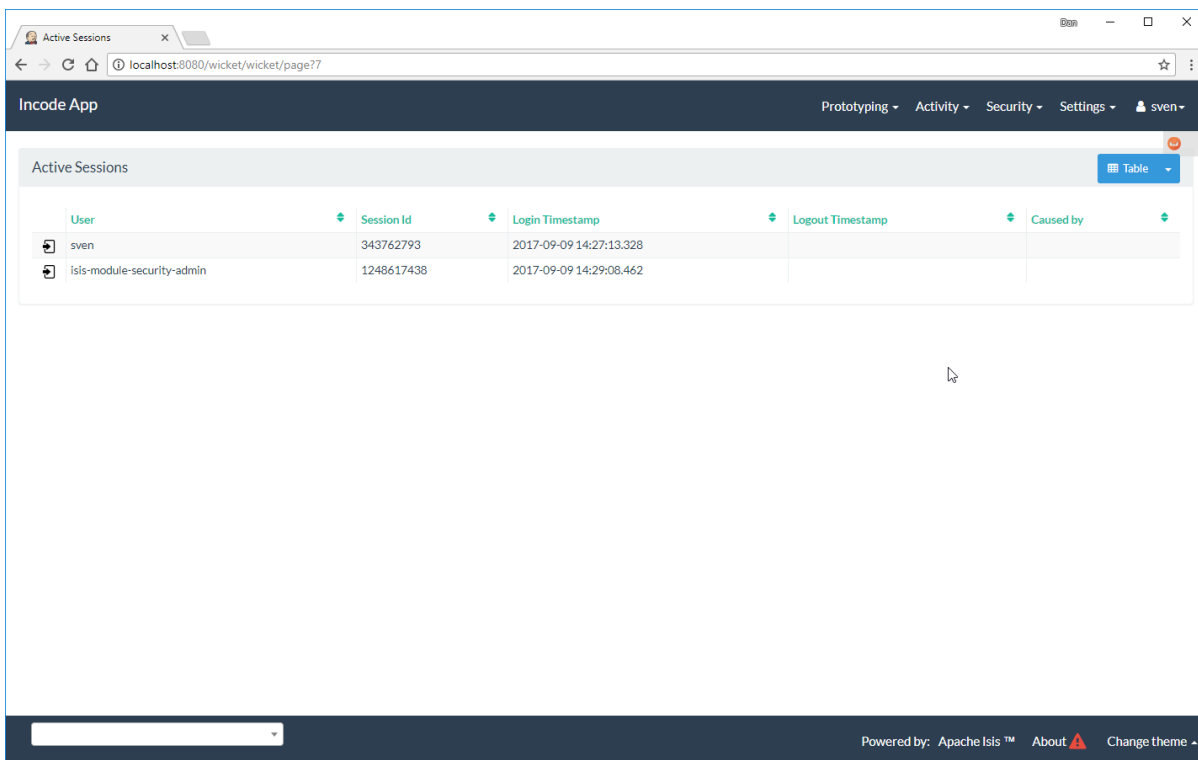 Dan
Active Sessions
localhost:8080/wicket/wicket/page?7
Incode App Prototyping Activity Security Settings sven
Active Sessions Table
User Session Id Login Timestamp Logout Timestamp Caused by
sven 343762793 2017-09-09 14:27:13.328
isis-module-security-admin 1248617438 2017-09-09 14:29:08.462
Powered by: Apache Isis ™ About Change theme